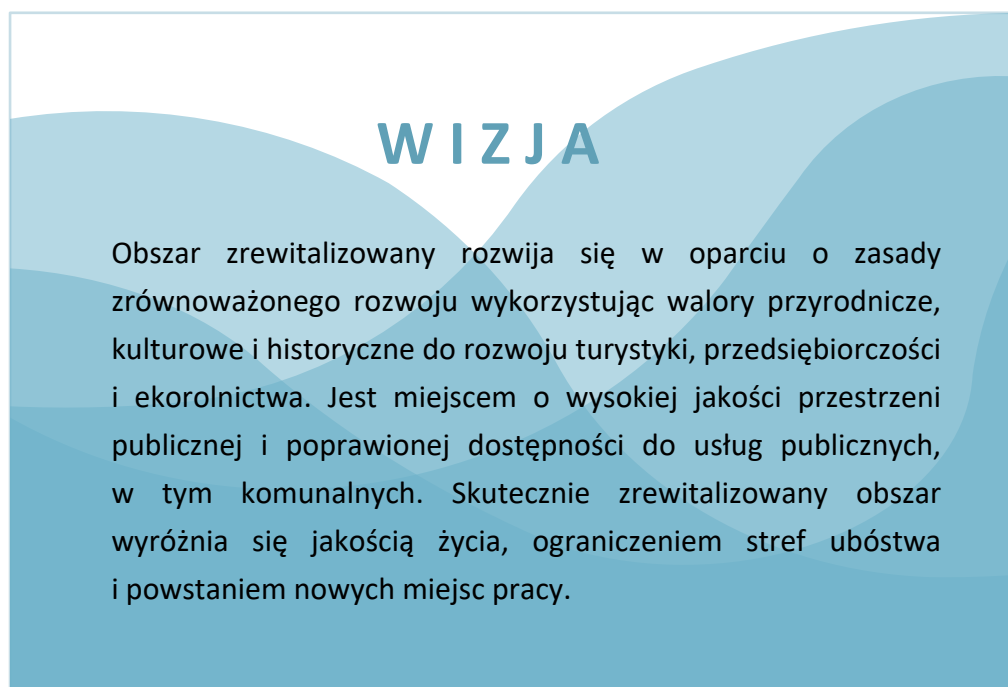 WIZJA
Obszar zrewitalizowany rozwija się w oparciu o zasady
zrównoważonego rozwoju wykorzystując walory przyrodnicze,
kulturowe i historyczne do rozwoju turystyki, przedsiębiorczości
i ekorolnictwa. Jest miejscem o wysokiej jakości przestrzeni
publicznej i poprawionej dostępności do usług publicznych,
w tym komunalnych. Skutecznie zrewitalizowany obszar
wyróżnia się jakością życia, ograniczeniem stref ubóstwa
i powstaniem nowych miejsc pracy.